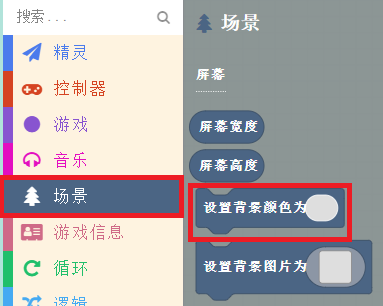 搜索...
精灵
控制器
游戏
音乐
场景
游戏信息
循环
逻辑
场景
屏幕
屏幕宽度
屏幕高度
设置背景颜色为
设置背景图片为